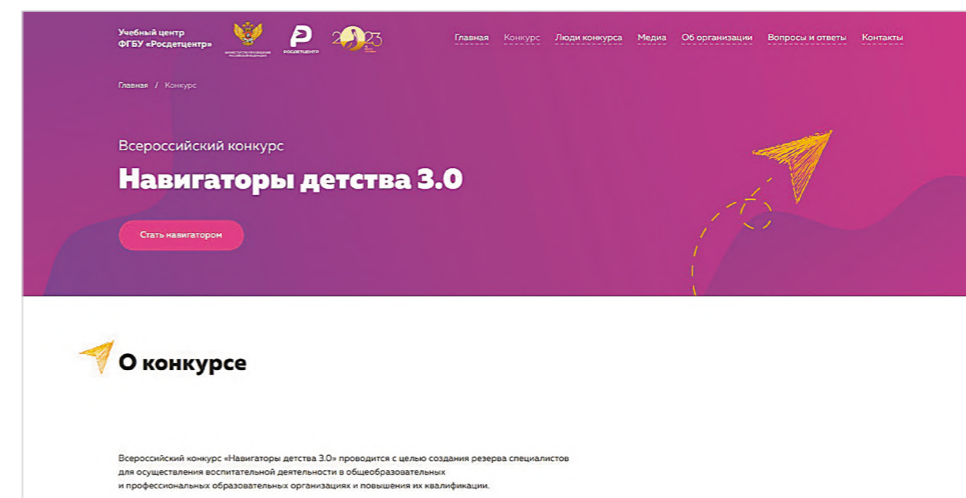 Учебный центр
ФГБУ «Росдетцентр»
РОСДЕТЦЕНТР
2023
Главная Конкурс Люди конкурса Медиа Об организации Вопросы и ответы Контакты
Главная / Конкурс
Всероссийский конкурс
Навигаторы детства 3.0
Стать навигатором
О конкурсе
Всероссийский конкурс «Навигаторы детства 3.0» проводится с целью создания резерва специалистов
для осуществления воспитательной деятельности в общеобразовательных
и профессиональных образовательных организациях и повышения их квалификации.